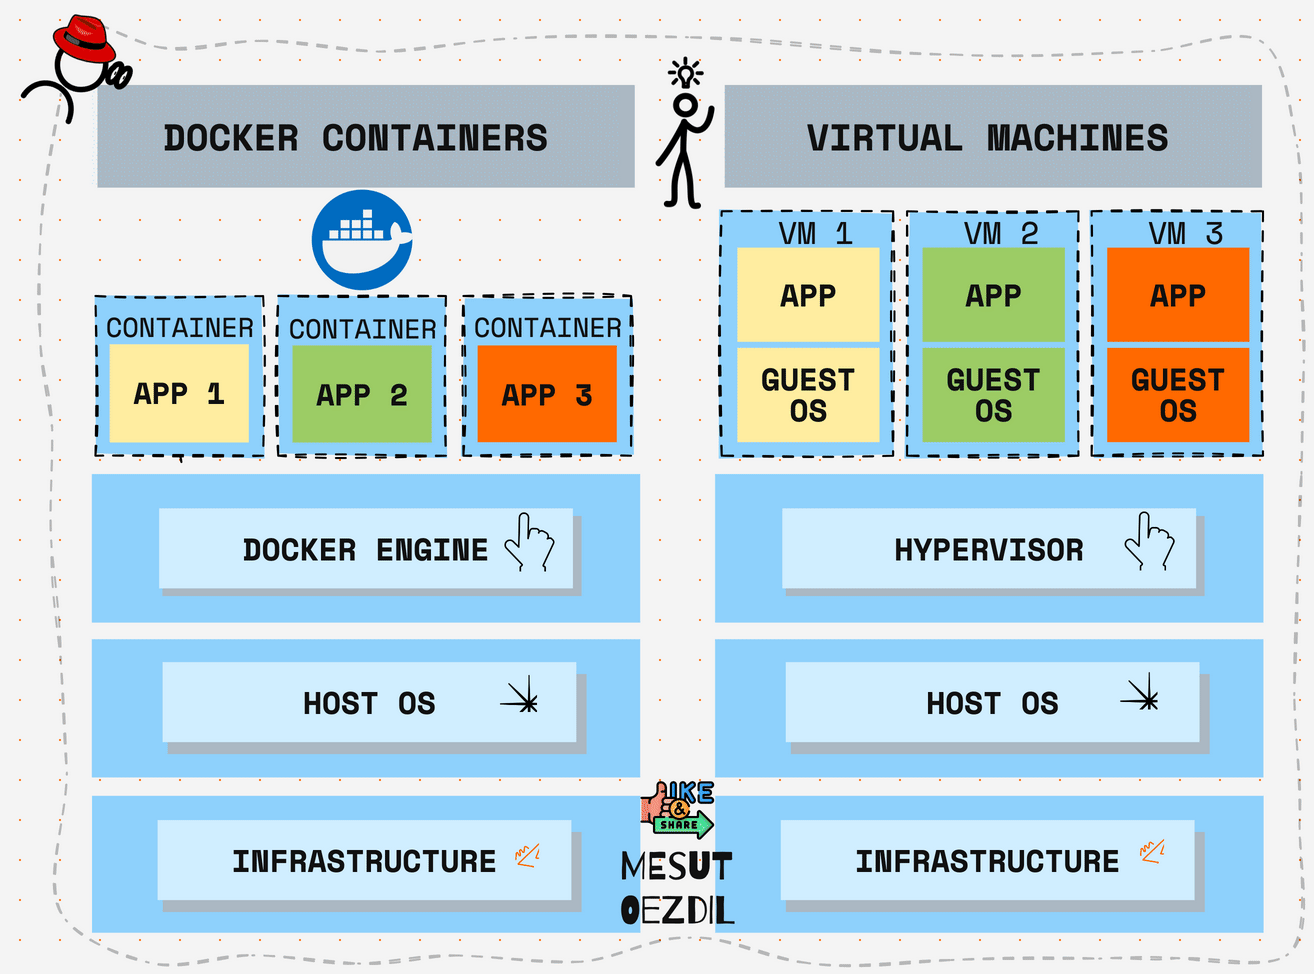 DOCKER CONTAINERS
CONTAINER
APP 1
CONTAINER
APP 2
CONTAINER
APP 3
DOCKER ENGINE
HOST OS
INFRASTRUCTURE
VIRTUAL MACHINES
VM 1
APP
GUEST
OS
VM 2
APP
GUEST
OS
VM 3
APP
GUEST
OS
HYPERVISOR
HOST OS
INFRASTRUCTURE
LIKE
&
SHARE
MESUT
OEZDIL